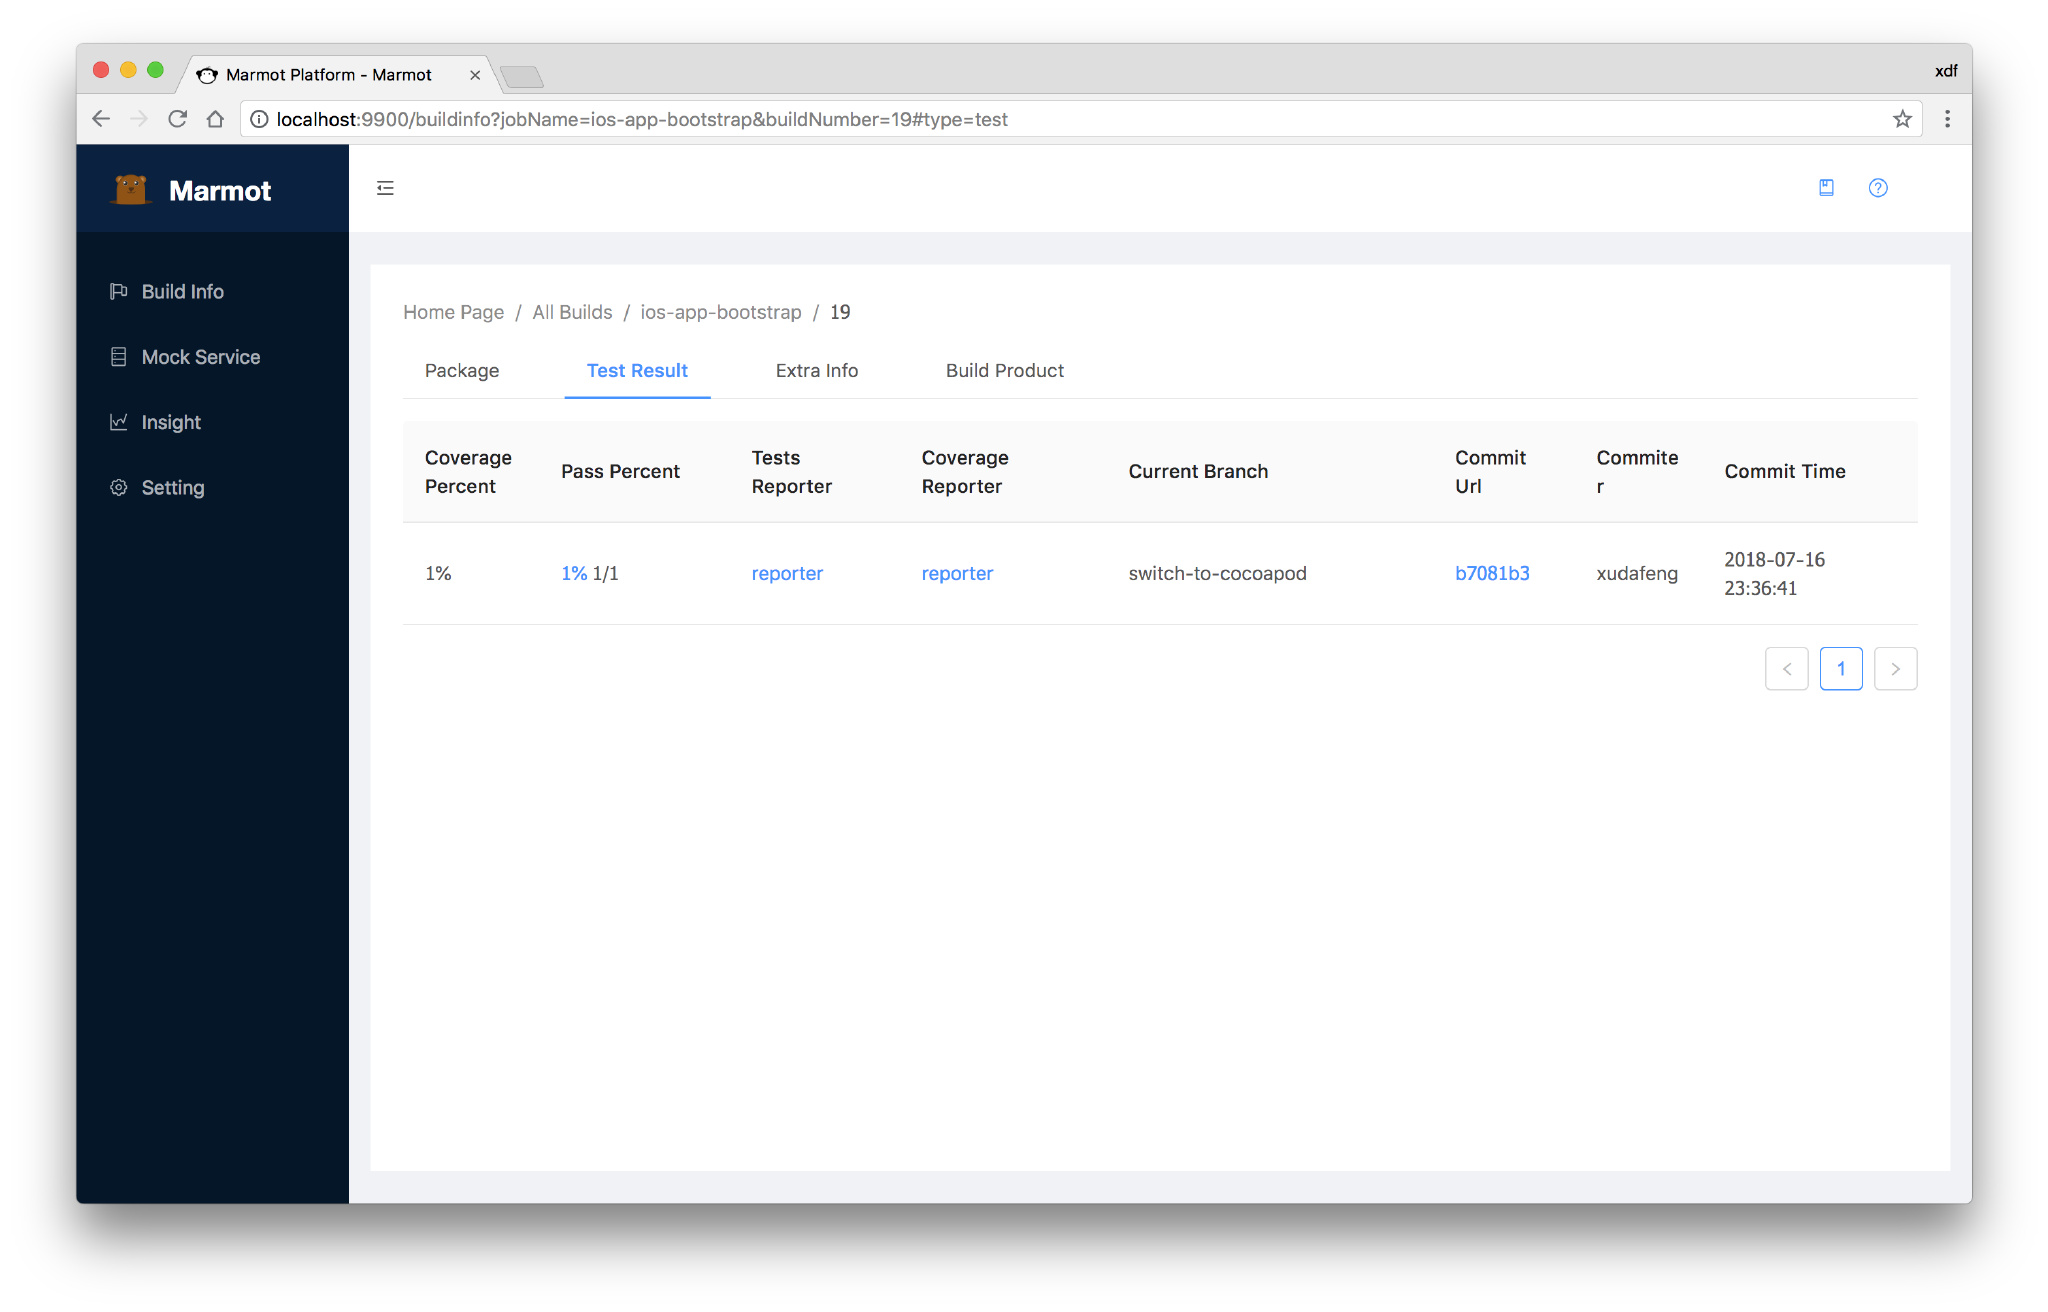 Marmot Platform - Marmot
xdf
localhost:9900/buildinfo?jobName=ios-app-bootstrap&buildNumber=19#type=test
Marmot
Build Info
Mock Service
Insight
Setting
Home Page / All Builds / ios-app-bootstrap / 19
Package Test Result Extra Info Build Product
Coverage Percent Pass Percent Tests Reporter Coverage Reporter Current Branch Commit Url Commiter Commit Time
1% 1% 1/1 reporter reporter switch-to-cocoapod b7081b3 xudafeng 2018-07-16 23:36:41
1